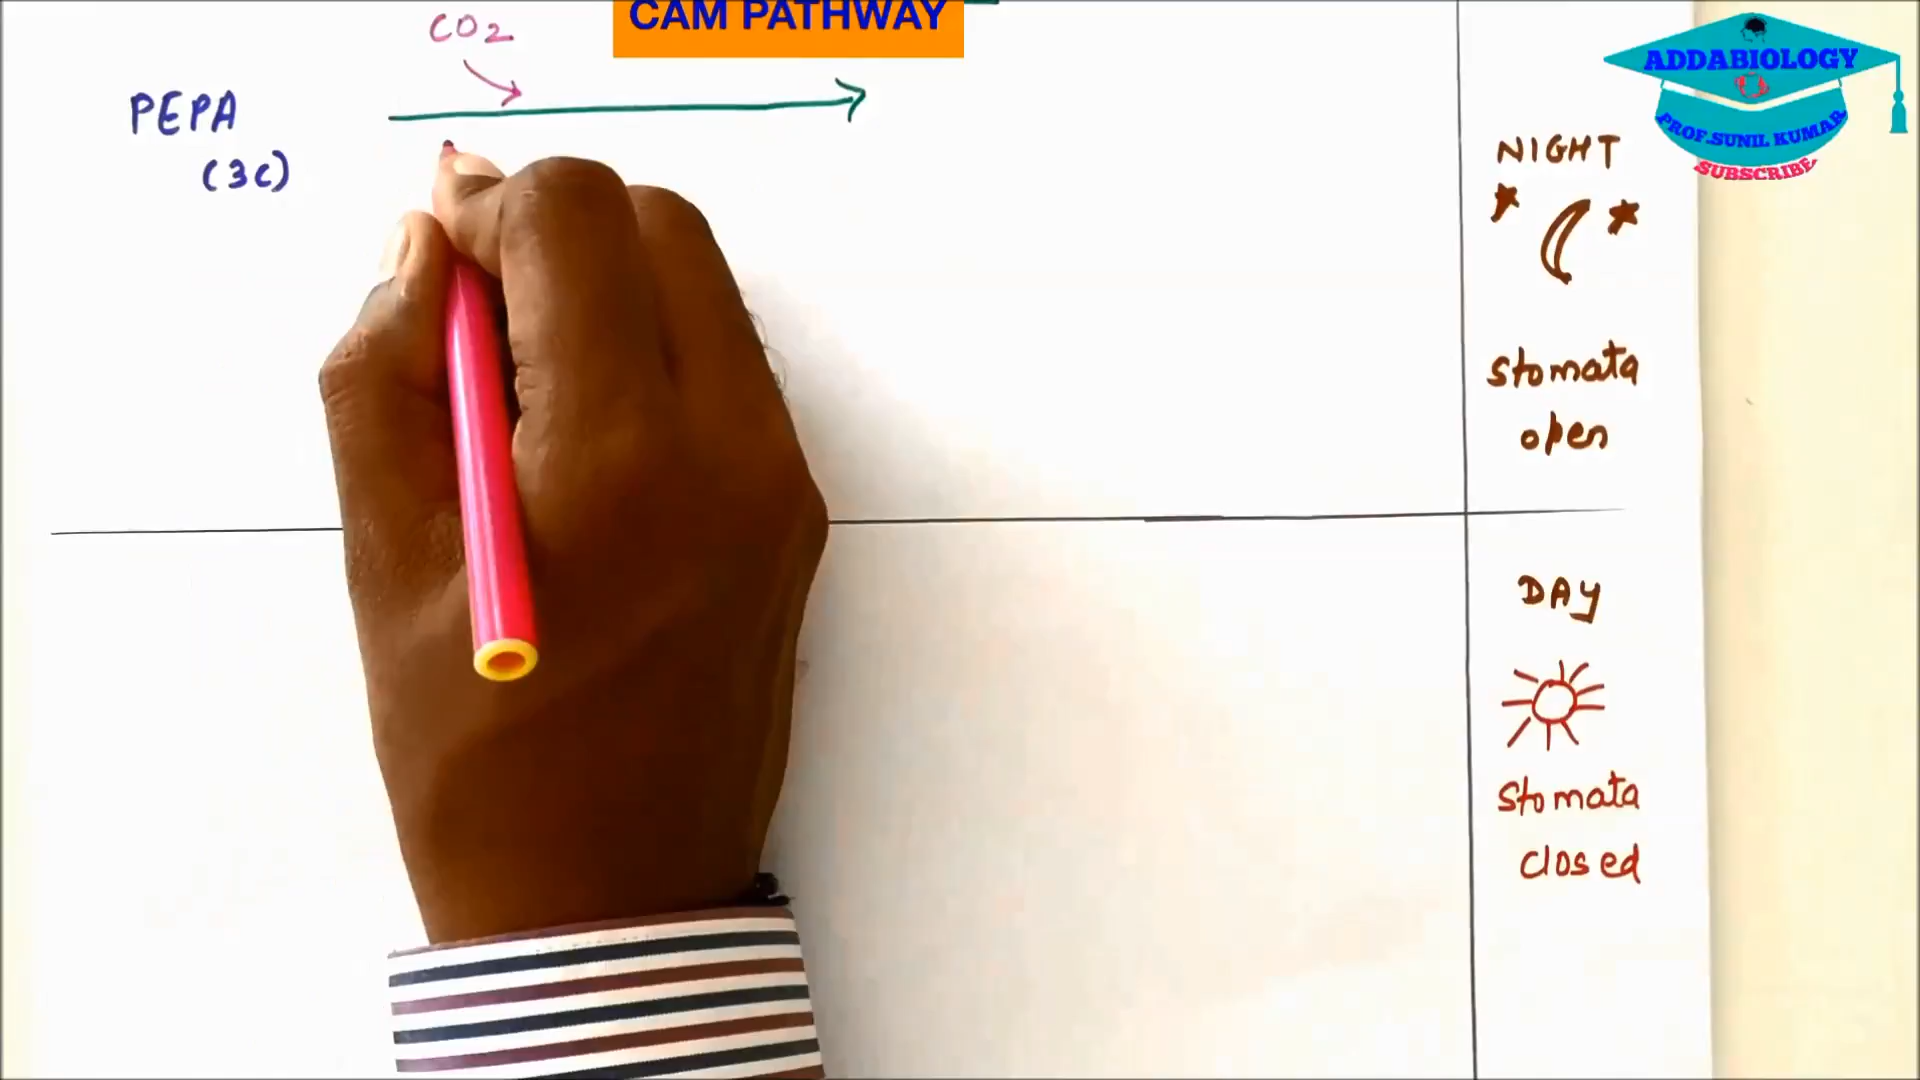 CAM PATHWAY
CO2
PEPA
(3C)
ADDABIOLOGY
PROF.SUNIL KUMAR
SUBSCRIBE
NIGHT
Stomata
open
DAY
Stomata
closed